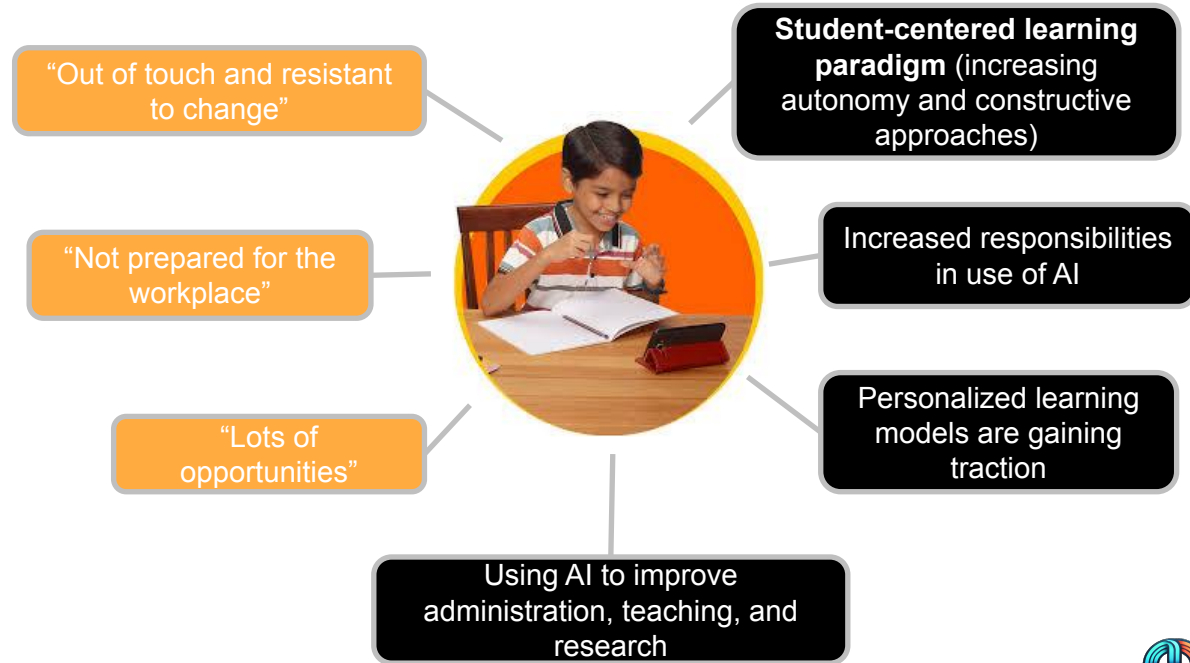 “Out of touch and resistant
to change”
“Not prepared for the
workplace”
“Lots of
opportunities”
Student-centered learning
paradigm (increasing
autonomy and constructive
approaches)
Increased responsibilities
in use of AI
Personalized learning
models are gaining
traction
Using AI to improve
administration, teaching, and
research